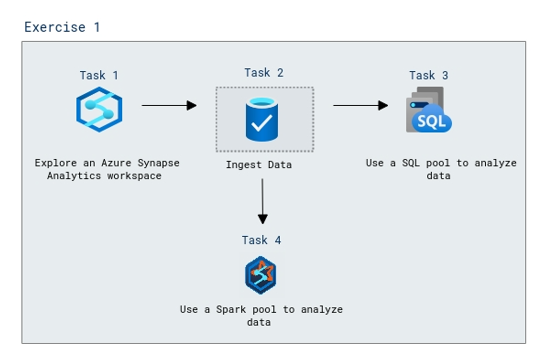 Exercise 1
Task 1
Task 2
Task 3
SQL
Explore an Azure Synapse
Analytics workspace
Ingest Data
Use a SQL pool to analyze
data
Task 4
Use a Spark pool to analyze
data